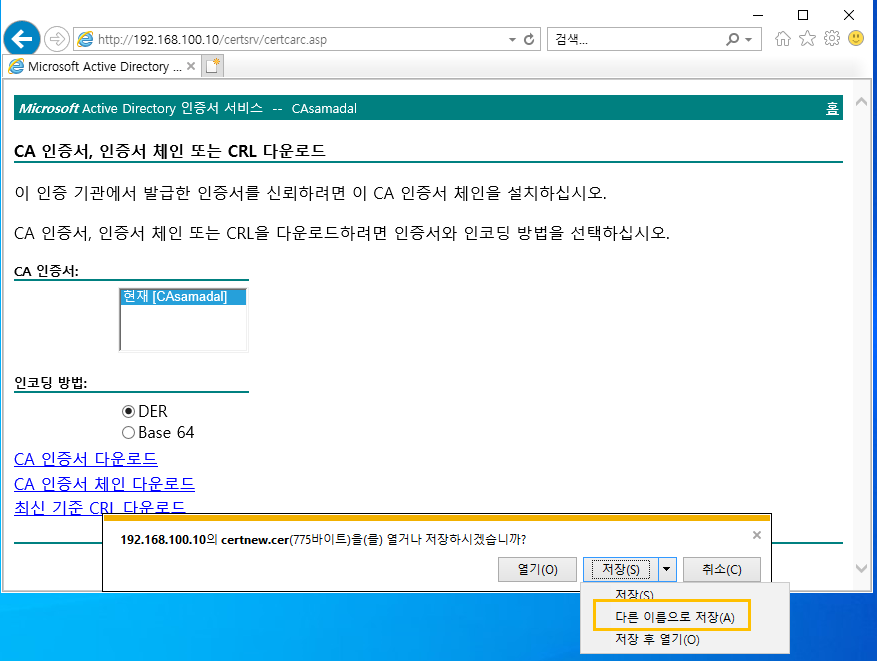 http://192.168.100.10/certsrv/certcarc.asp
검색...
Microsoft Active Directory ...
Microsoft Active Directory 인증서 서비스 -- CAsamadal
홈
CA 인증서, 인증서 체인 또는 CRL 다운로드
이 인증 기관에서 발급한 인증서를 신뢰하려면 이 CA 인증서 체인을 설치하십시오.
CA 인증서, 인증서 체인 또는 CRL을 다운로드하려면 인증서와 인코딩 방법을 선택하십시오.
CA 인증서:
현재 [CAsamadal]
인코딩 방법:
DER
Base 64
CA 인증서 다운로드
CA 인증서 체인 다운로드
최신 기준 CRL 다운로드
192.168.100.10의 certnew.cer(775바이트)을(를) 열거나 저장하시겠습니까?
열기(O)
저장(S)
취소(C)
저장(S)
다른 이름으로 저장(A)
저장 후 열기(O)